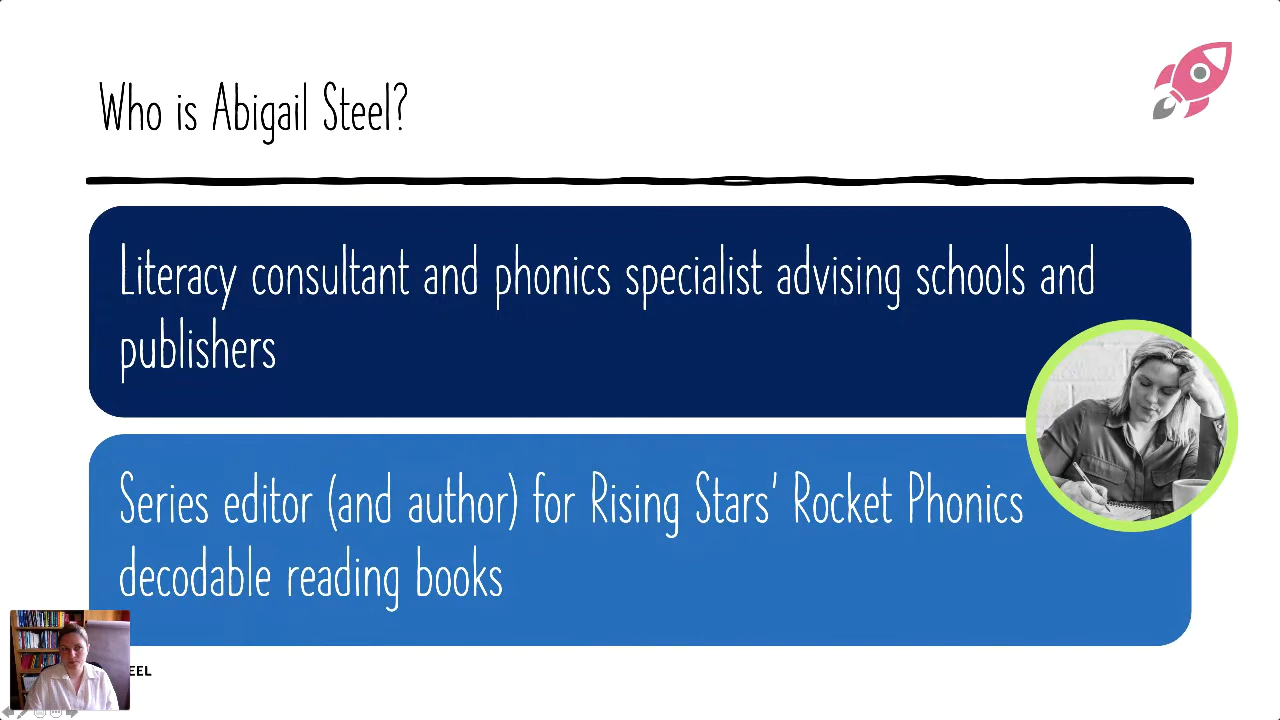 Who is Abigail Steel?
Literacy consultant and phonics specialist advising schools and
publishers
Series editor (and author) for Rising Stars' Rocket Phonics
decodable reading books